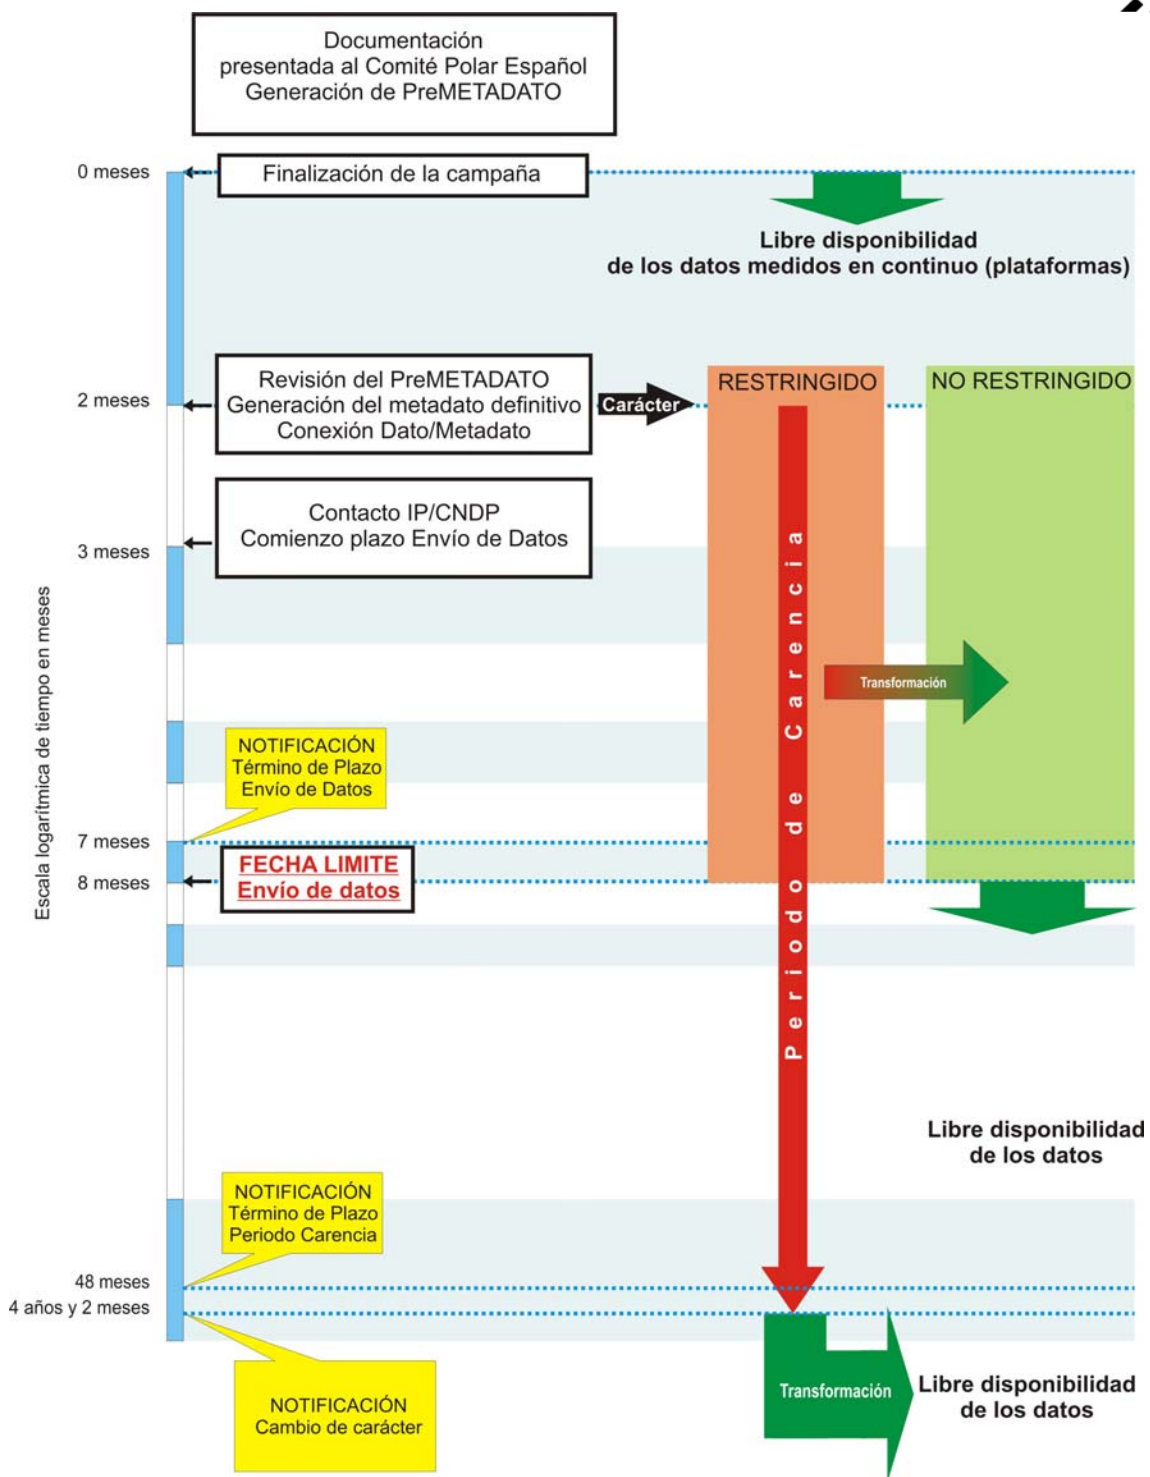 Documentación
presentada al Comité Polar Español
Generación de PreMETADATO
0 meses
Finalización de la campaña
Libre disponibilidad
de los datos medidos en continuo (plataformas)
2 meses
Revisión del PreMETADATO
Generación del metadato definitivo
Conexión Dato/Metadato
Carácter
RESTRINGIDO
NO RESTRINGIDO
3 meses
Contacto IP/CNDP
Comienzo plazo Envío de Datos
Escala logarítmica de tiempo en meses
Periodo de Carencia
Transformación
NOTIFICACIÓN
Término de Plazo
Envío de Datos
7 meses
8 meses
FECHA LIMITE
Envío de datos
Libre disponibilidad
de los datos
NOTIFICACIÓN
Término de Plazo
Periodo Carencia
48 meses
4 años y 2 meses
NOTIFICACIÓN
Cambio de carácter
Transformación
Libre disponibilidad
de los datos